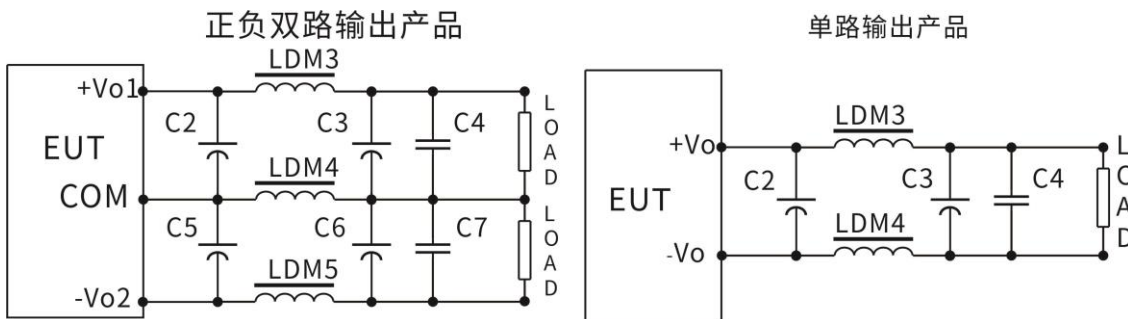 正负双路输出产品
LDM3
+Vo1
C2
C3
C4
LOAD
EUT
COM
LDM4
C5
C6
C7
LOAD
LDM5
-Vo2
单路输出产品
LDM3
+Vo
C2
C3
C4
LOAD
EUT
LDM4
-Vo